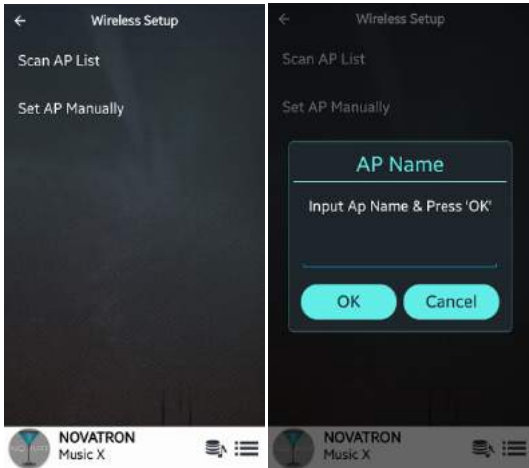 Wireless Setup
Scan AP List
Set AP Manually
NOVATRON
Music X
Wireless Setup
Scan AP List
Set AP Manually
AP Name
Input Ap Name & Press 'OK'
OK
Cancel
NOVATRON
Music X